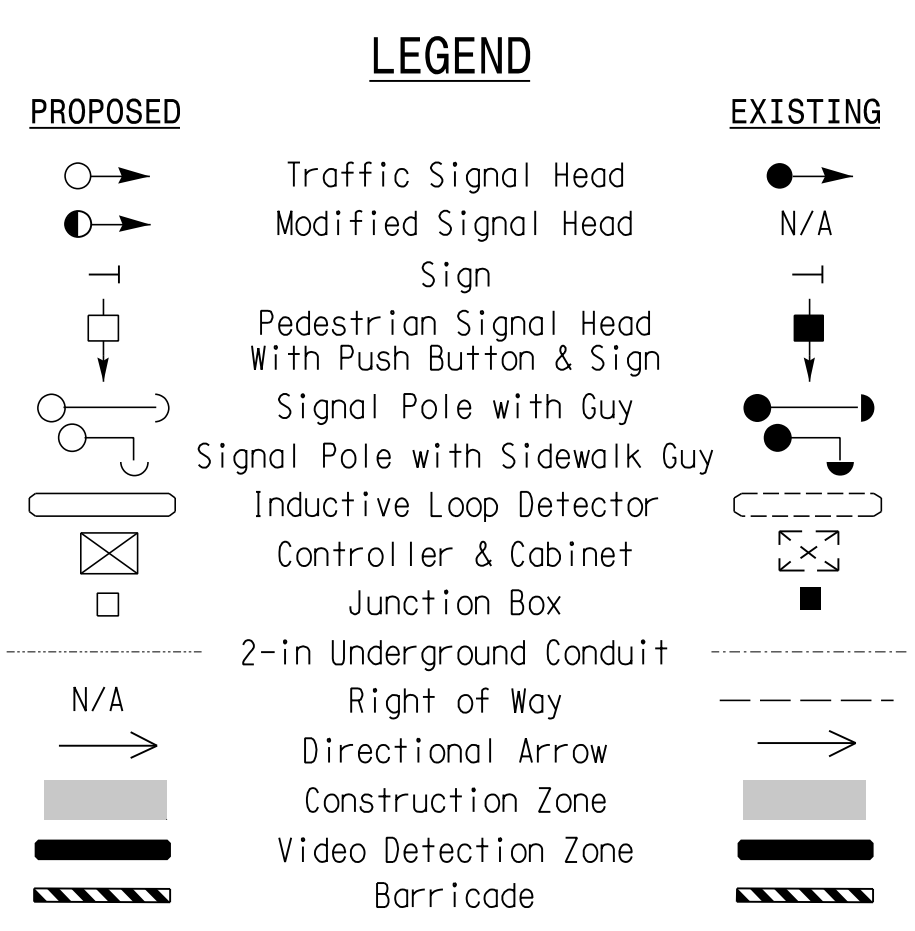 LEGEND
PROPOSED EXISTING
Traffic Signal Head
Modified Signal Head N/A
Sign
Pedestrian Signal Head
With Push Button & Sign
Signal Pole with Guy
Signal Pole with Sidewalk Guy
Inductive Loop Detector
Controller & Cabinet
Junction Box
2-in Underground Conduit
N/A Right of Way
Directional Arrow
Construction Zone
Video Detection Zone
Barricade